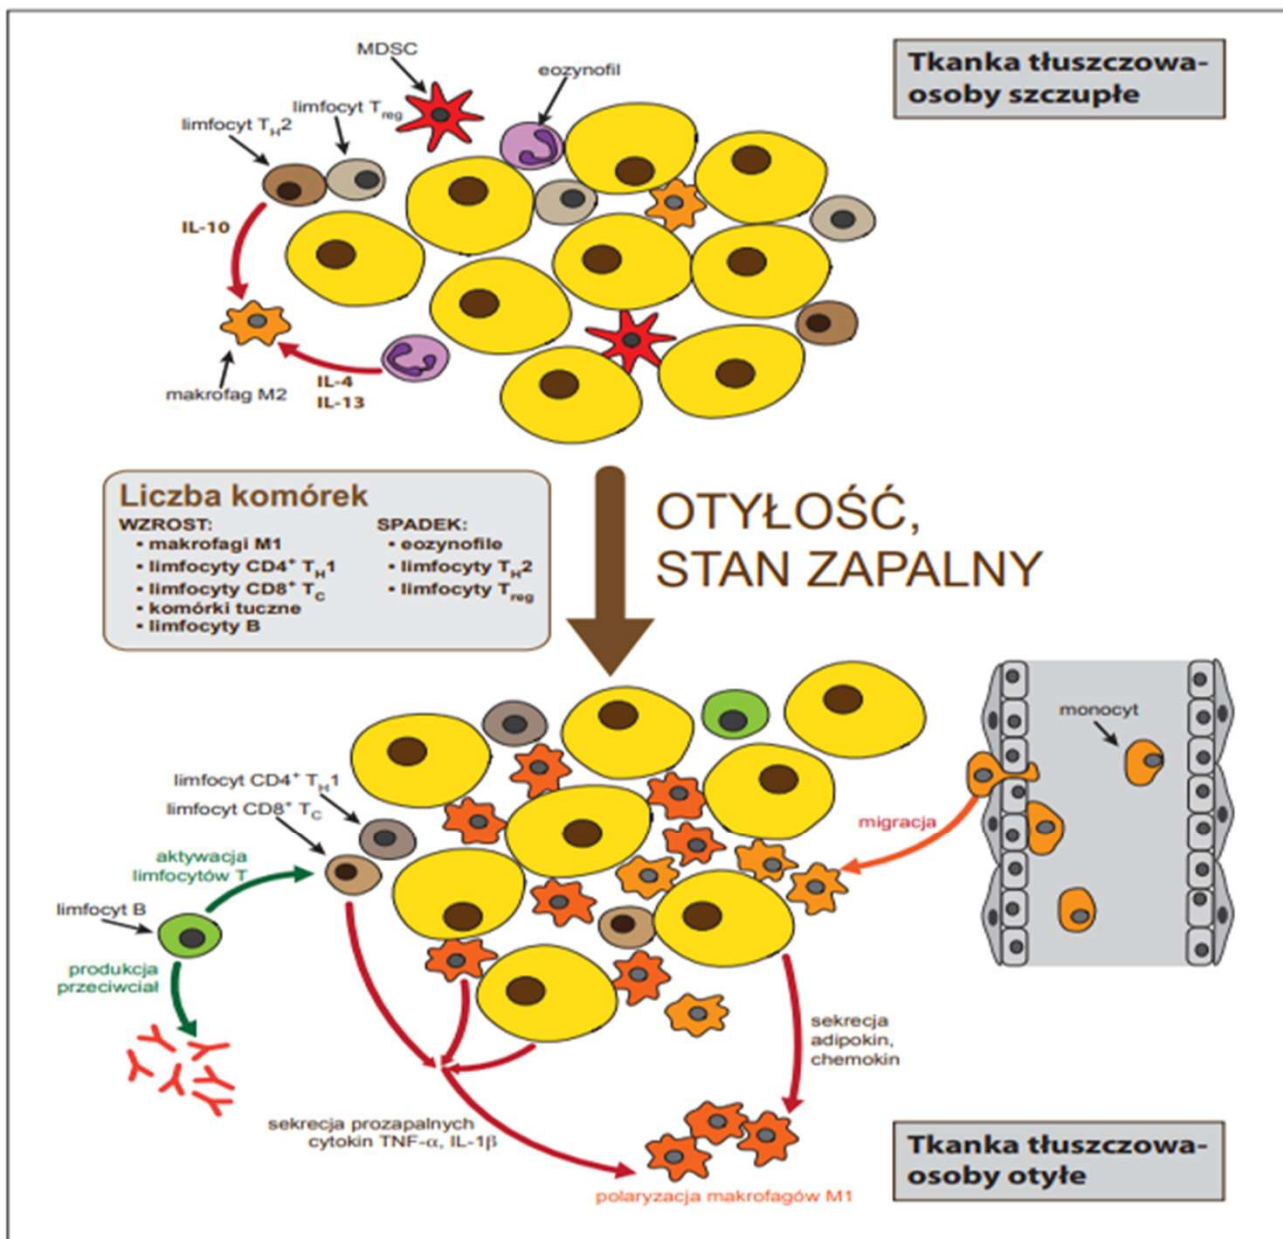 Tkanka tłuszczowa-
osoby szczupłe
MDSC
eozynofil
limfocyt Treg
limfocyt TH2
IL-10
IL-4
IL-13
makrofag M2
Liczba komórek
WZROST:
• makrofagi M1
• limfocyty CD4+ TH1
• limfocyty CD8+ TC
• komórki tuczne
• limfocyty B
SPADEK:
• eozynofile
• limfocyty TH2
• limfocyty Treg
OTYŁOŚĆ,
STAN ZAPALNY
monocyt
migracja
limfocyt CD4+ TH1
limfocyt CD8+ TC
aktywacja
limfocytów T
limfocyt B
produkcja
przeciwciał
sekrecja prozapalnych
cytokin TNF-α, IL-1β
sekrecja
adipokin,
chemokin
polaryzacja makrofagów M1
Tkanka tłuszczowa-
osoby otyłe